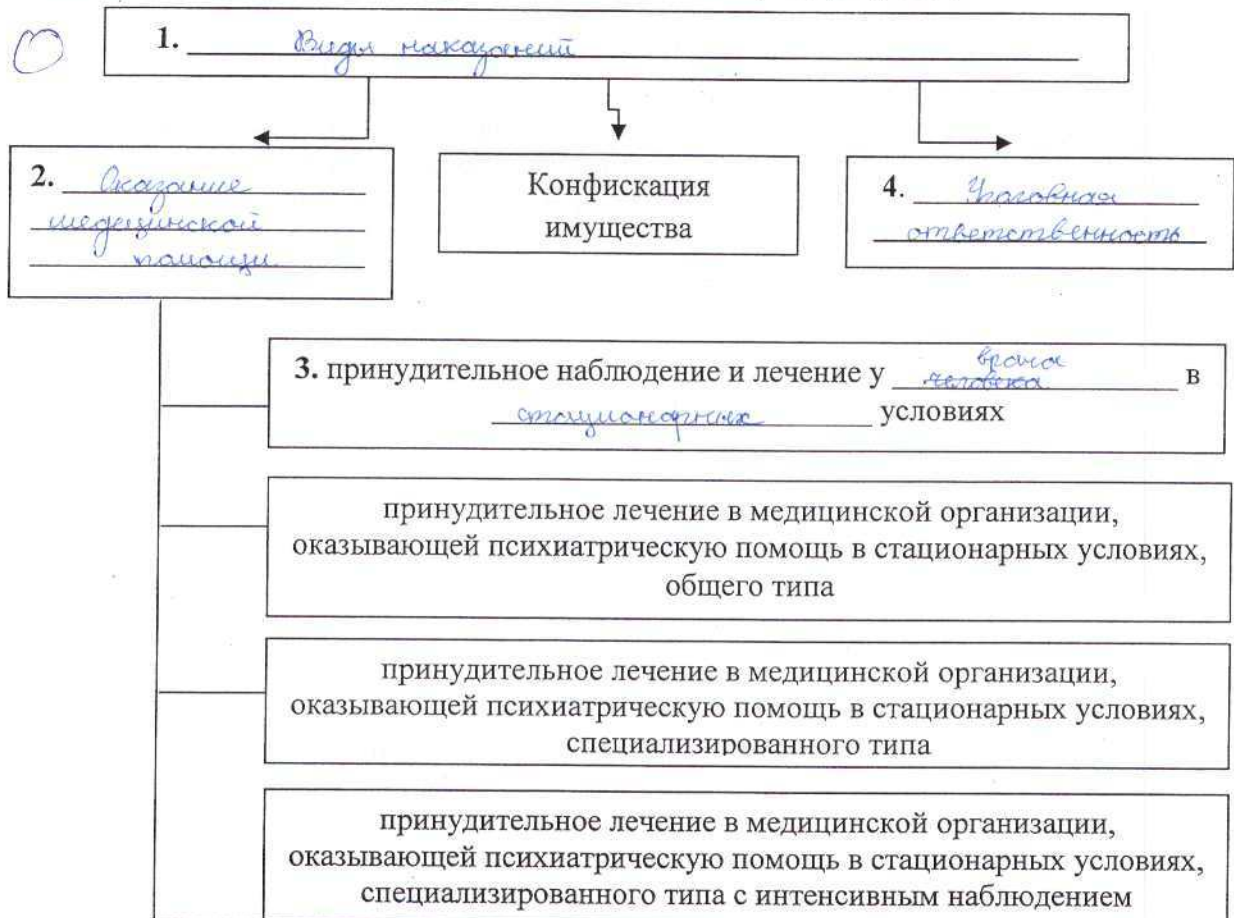 1. Виды наказаний
2. Оказание
медицинской
помощи
Конфискация
имущества
4. Уголовная
ответственность
врача
3. принудительное наблюдение и лечение у человека в
стационарных условиях
принудительное лечение в медицинской организации,
оказывающей психиатрическую помощь в стационарных условиях,
общего типа
принудительное лечение в медицинской организации,
оказывающей психиатрическую помощь в стационарных условиях,
специализированного типа
принудительное лечение в медицинской организации,
оказывающей психиатрическую помощь в стационарных условиях,
специализированного типа с интенсивным наблюдением